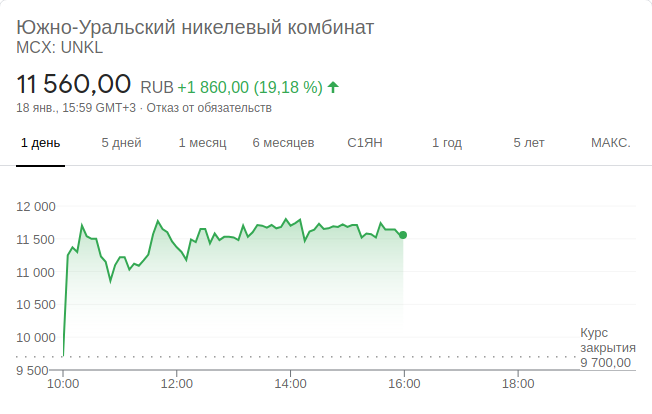 Южно-Уральский никелевый комбинат
MCX: UNKL
11 560,00 RUB +1 860,00 (19,18 %)
18 янв., 15:59 GMT+3 · Отказ от обязательств
1 день 5 дней 1 месяц 6 месяцев С1ЯН 1 год 5 лет МАКС.
12 000
11 500
11 000
10 500
10 000
9 500
Курс
закрытия
9 700,00
10:00 12:00 14:00 16:00 18:00